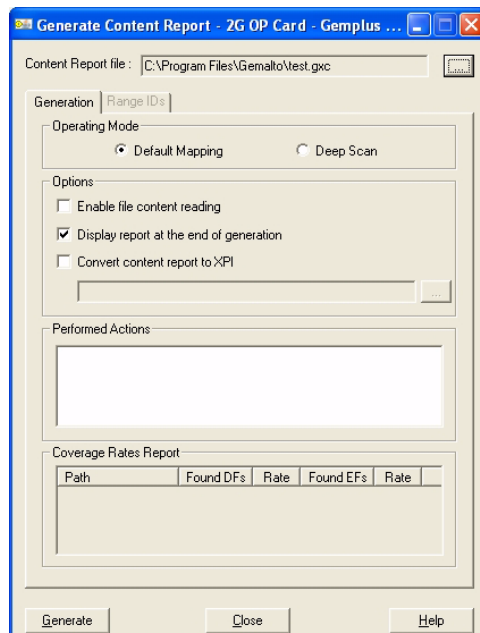 Generate Content Report - 2G OP Card - Gemplus ...
Content Report file : C:\Program Files\Gemalto\test.gxc ...
Generation Range IDs
Operating Mode
Default Mapping Deep Scan
Options
Enable file content reading
Display report at the end of generation
Convert content report to XPI
...
Performed Actions
Coverage Rates Report
Path Found DFs Rate Found EFs Rate
Generate Close Help